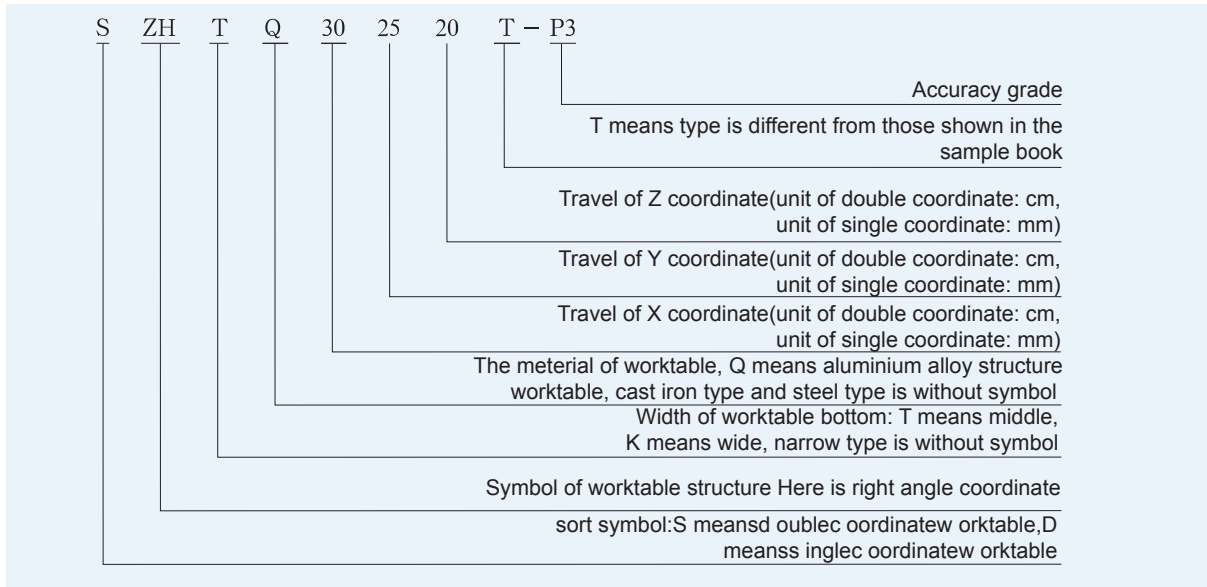 S ZH T Q 30 25 20 T - P3
Accuracy grade
T means type is different from those shown in the
sample book
Travel of Z coordinate(unit of double coordinate: cm,
unit of single coordinate: mm)
Travel of Y coordinate(unit of double coordinate: cm,
unit of single coordinate: mm)
Travel of X coordinate(unit of double coordinate: cm,
unit of single coordinate: mm)
The meterial of worktable, Q means aluminium alloy structure
worktable, cast iron type and steel type is without symbol
Width of worktable bottom: T means middle,
K means wide, narrow type is without symbol
Symbol of worktable structure Here is right angle coordinate
sort symbol:S meansd oublec oordinatew orktable,D
meanss inglec oordinatew orktable